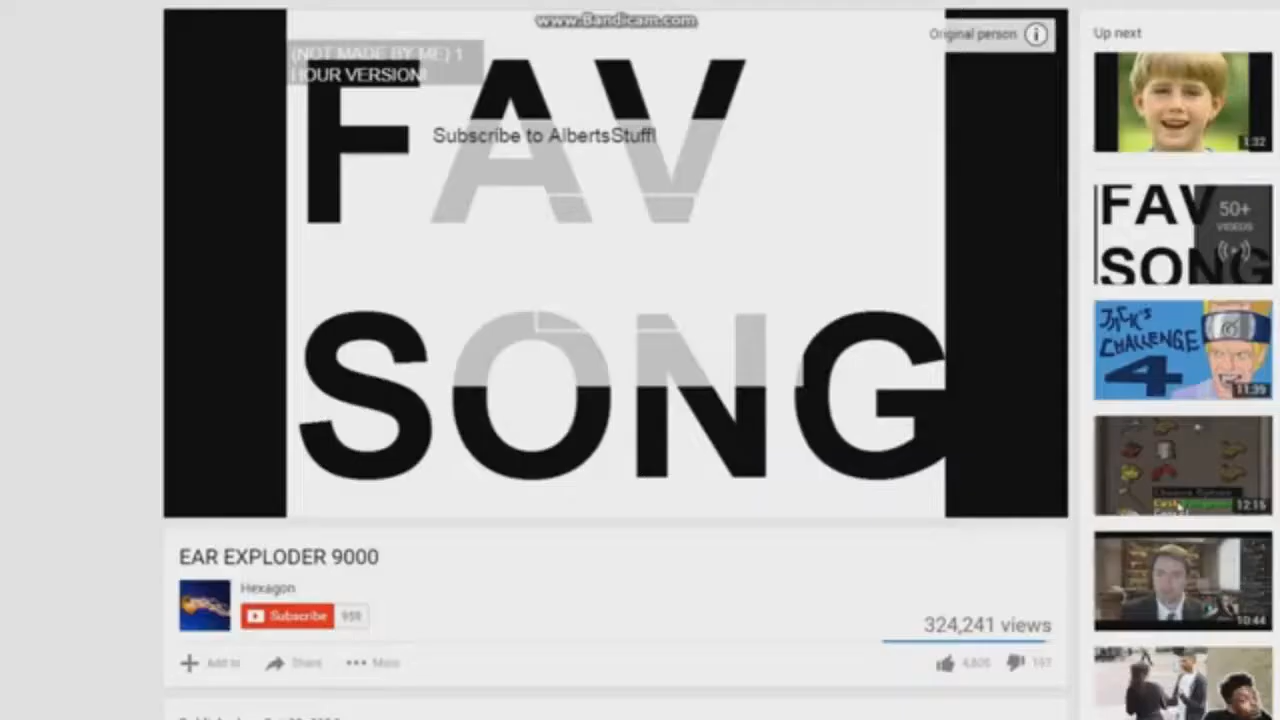 www.Bandicam.com
(NOT MADE BY ME) 1
HOUR VERSION!
Original person
FAV
Subscribe to AlbertsStuff!
SONG
EAR EXPLODER 9000
Hexagon
Subscribe 959
324,241 views
Add to Share More
Up next
1:32
FAV
SONG
50+
VIDEOS
JACK'S
CHALLENGE
4
11:39
12:15
10:44